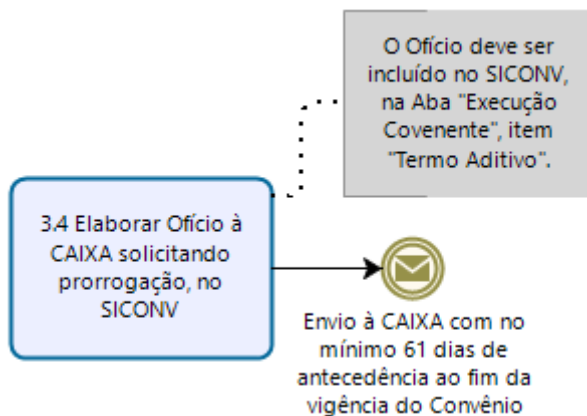 O Ofício deve ser
incluído no SICONV,
na Aba "Execução
Covenente", item
"Termo Aditivo".
3.4 Elaborar Ofício à
CAIXA solicitando
prorrogação, no
SICONV
Envio à CAIXA com no
mínimo 61 dias de
antecedência ao fim da
vigência do Convênio